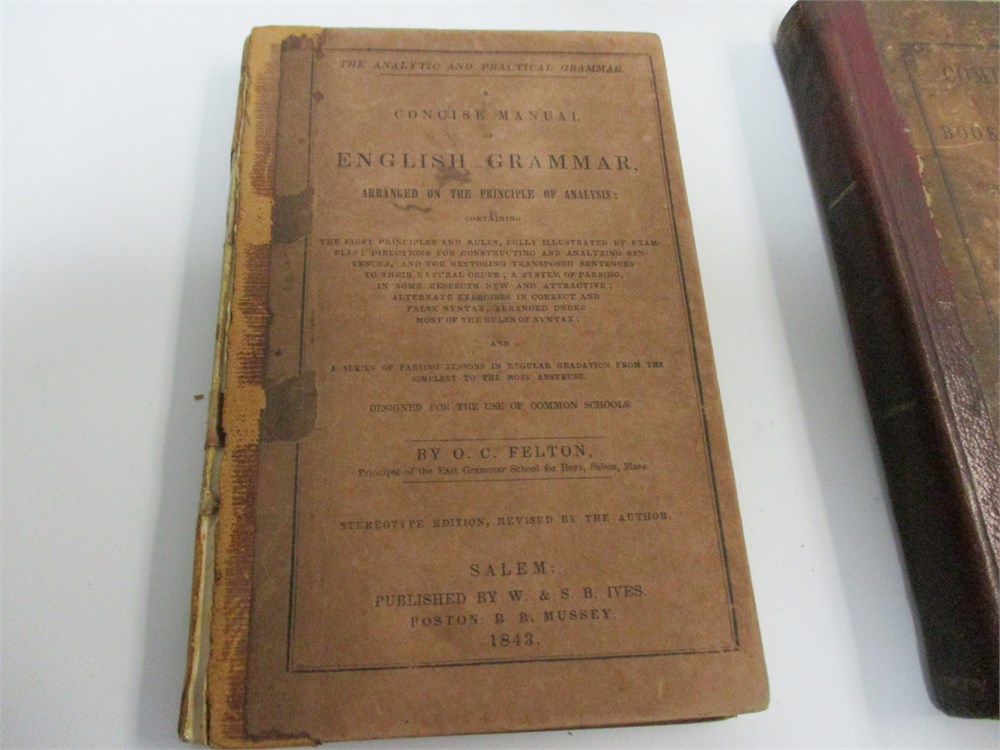 THE ANALYTIC AND PRACTICAL GRAMMAR.
A
CONCISE MANUAL
OF
ENGLISH GRAMMAR,
ARRANGED ON THE PRINCIPLE OF ANALYSIS;
CONTAINING
THE FIRST PRINCIPLES AND RULES, FULLY ILLUSTRATED BY EXAM-
PLES; DIRECTIONS FOR CONSTRUCTING AND ANALYZING SEN-
TENCES, AND FOR RESTORING TRANSPOSED SENTENCES
TO THEIR NATURAL ORDER; A SYSTEM OF PARSING,
IN SOME RESPECTS NEW AND ATTRACTIVE;
ALTERNATE EXERCISES IN CORRECT AND
FALSE SYNTAX, ARRANGED UNDER
MOST OF THE RULES OF SYNTAX;
AND
A SERIES OF PARSING LESSONS IN REGULAR GRADATION FROM THE
SIMPLEST TO THE MOST ABSTRUSE.
DESIGNED FOR THE USE OF COMMON SCHOOLS.
BY O. C. FELTON,
Principal of the East Grammar School for Boys, Salem, Mass.
STEREOTYPE EDITION, REVISED BY THE AUTHOR.
SALEM:
PUBLISHED BY W. & S. B. IVES.
BOSTON: B. B. MUSSEY.
1843.